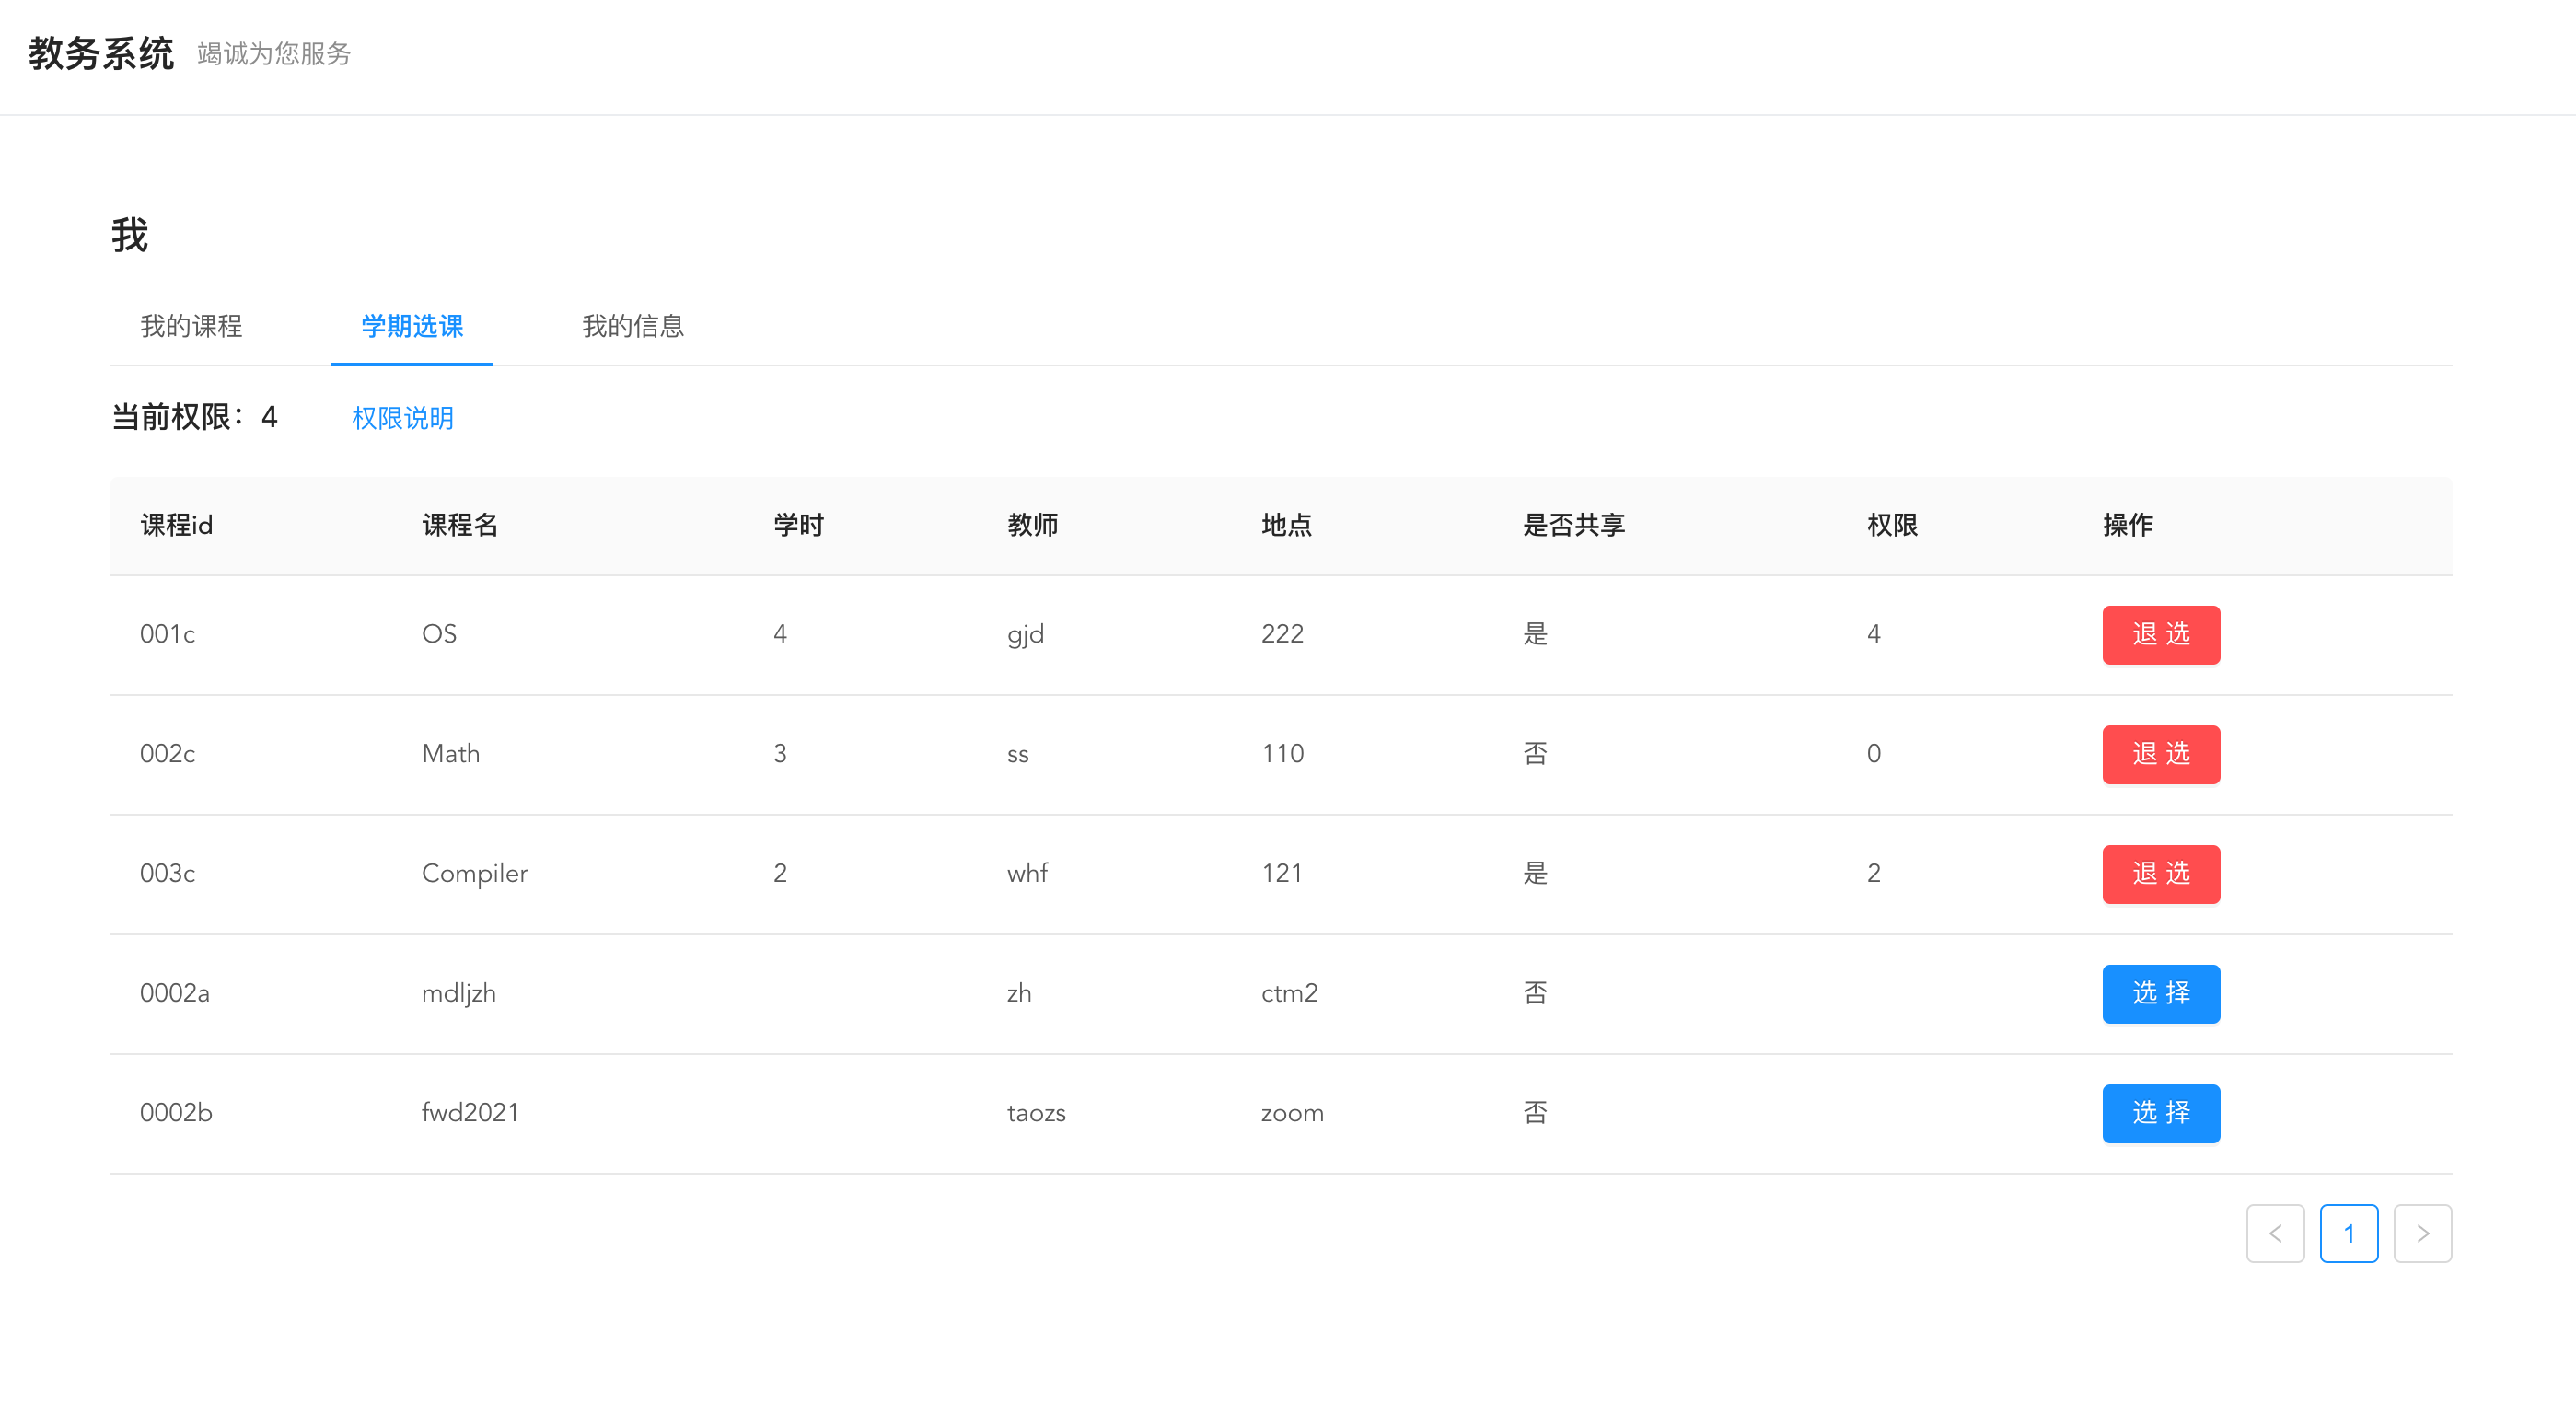 教务系统 竭诚为您服务
我
我的课程 学期选课 我的信息
当前权限：4 权限说明
课程id 课程名 学时 教师 地点 是否共享 权限 操作
001c OS 4 gjd 222 是 4 退 选
002c Math 3 ss 110 否 0 退 选
003c Compiler 2 whf 121 是 2 退 选
0002a mdljzh zh ctm2 否 选 择
0002b fwd2021 taozs zoom 否 选 择
< 1 >